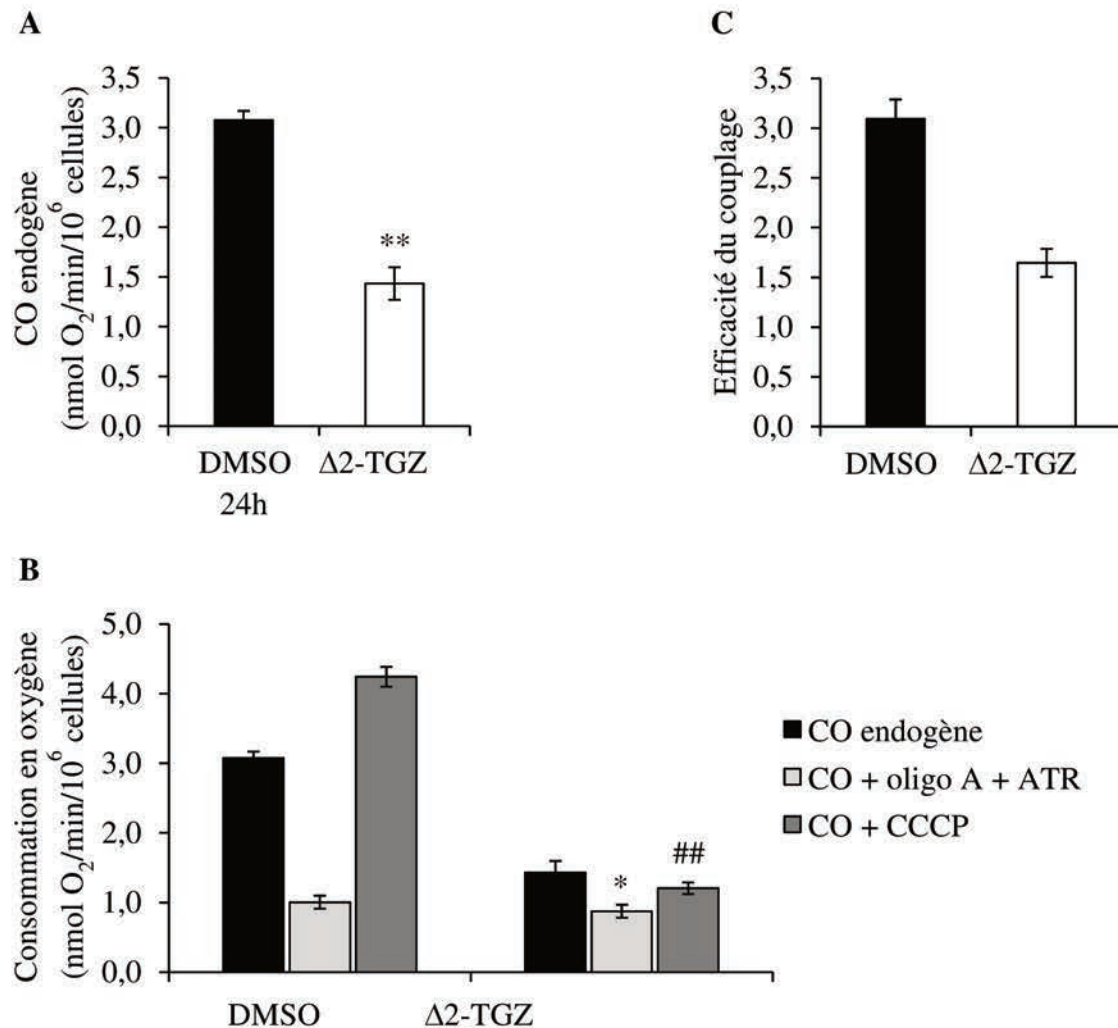 A
CO endogène
(nmol O2/min/10^6 cellules)
3,5
3,0
2,5
2,0
1,5
1,0
0,5
0,0
**
DMSO
24h
Δ2-TGZ
C
Efficacité du couplage
3,5
3,0
2,5
2,0
1,5
1,0
0,5
0,0
DMSO
Δ2-TGZ
B
Consommation en oxygène
(nmol O2/min/10^6 cellules)
5,0
4,0
3,0
2,0
1,0
0,0
*
##
DMSO
Δ2-TGZ
CO endogène
CO + oligo A + ATR
CO + CCCP